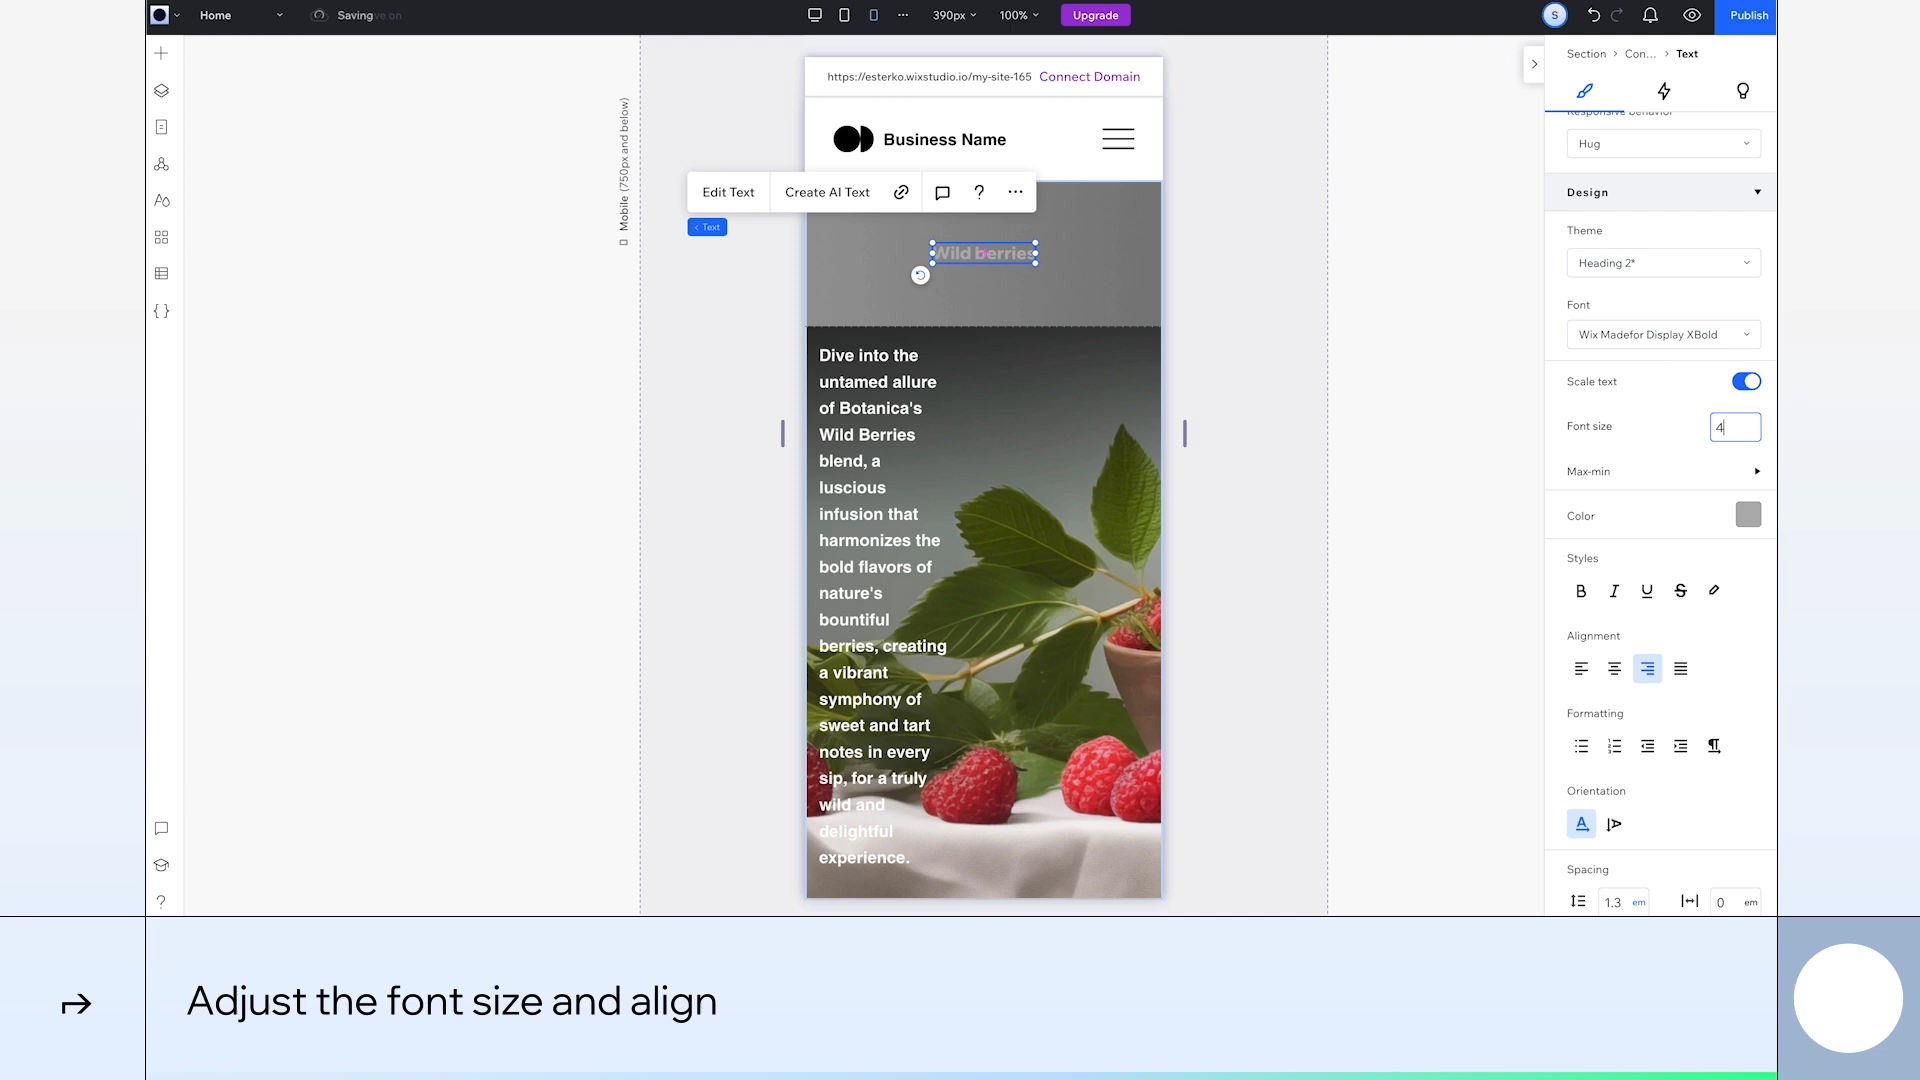 Home
Saving
ve on
390px
100%
Upgrade
S
Publish
https://esterko.wixstudio.io/my-site-165 Connect Domain
Business Name
Mobile (750px and below)
Edit Text
Create AI Text
?
Text
Wild berries
Dive into the
untamed allure
of Botanica's
Wild Berries
blend, a
luscious
infusion that
harmonizes the
bold flavors of
nature's
bountiful
berries, creating
a vibrant
symphony of
sweet and tart
notes in every
sip, for a truly
wild and
delightful
experience.
Section > Con... > Text
Responsive behavior
Hug
Design
Theme
Heading 2*
Font
Wix Madefor Display XBold
Scale text
Font size
4
Max-min
Color
Styles
B I U S
Alignment
Formatting
Orientation
Spacing
1.3 em
0 em
Adjust the font size and align